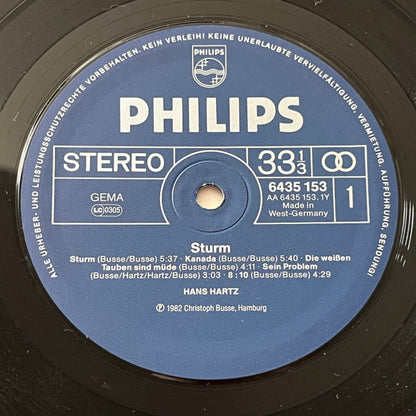 ALLE URHEBER- UND LEISTUNGSSCHUTZRECHTE VORBEHALTEN. KEIN VERLEIH! KEINE UNERLAUBTE VERVIELFÄLTIGUNG, VERMIETUNG, AUFFÜHRUNG, SENDUNG!
PHILIPS
PHILIPS
STEREO
33 1/3
GEMA
LC 0305
6435 153
AA 6435 153.1Y
Made in
West-Germany
1
Sturm
Sturm (Busse/Busse) 5:37 · Kanada (Busse/Busse) 5:40 · Die weißen
Tauben sind müde (Busse/Busse) 4:11 · Sein Problem
(Busse/Hartz/Hartz/Busse) 3:03 · 8:10 (Busse/Busse) 4:29
HANS HARTZ
℗ 1982 Christoph Busse, Hamburg